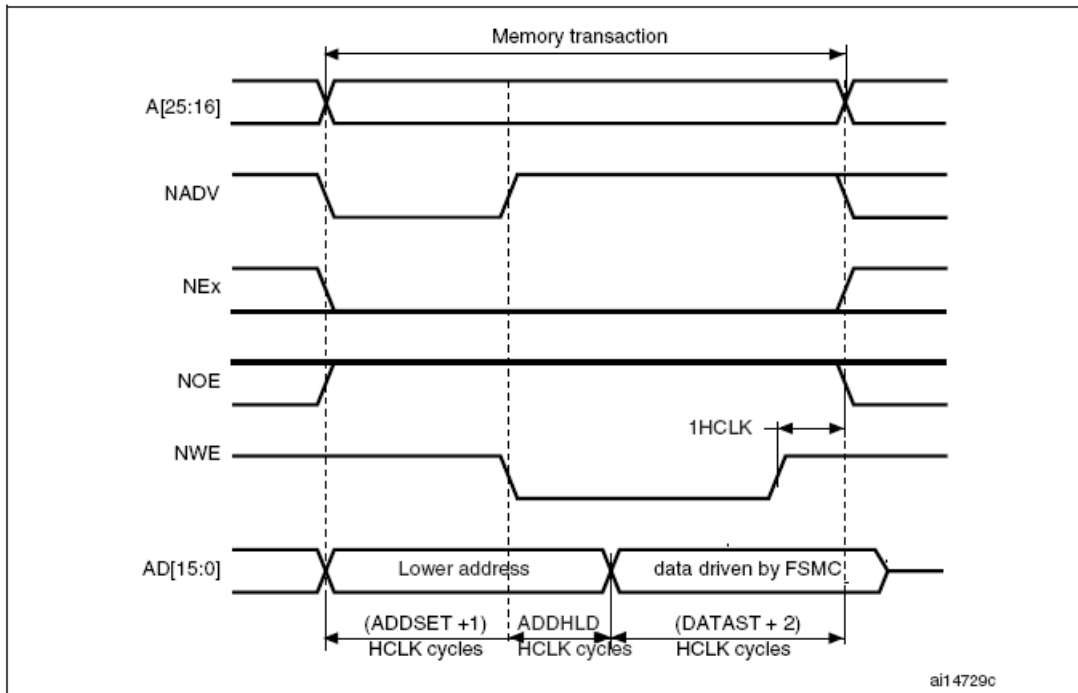 Memory transaction
A[25:16]
NADV
NEx
NOE
1HCLK
NWE
AD[15:0]
Lower address
data driven by FSMC
(ADDSET +1)
HCLK cycles
ADDHLD
HCLK cycles
(DATAST + 2)
HCLK cycles
ai14729c